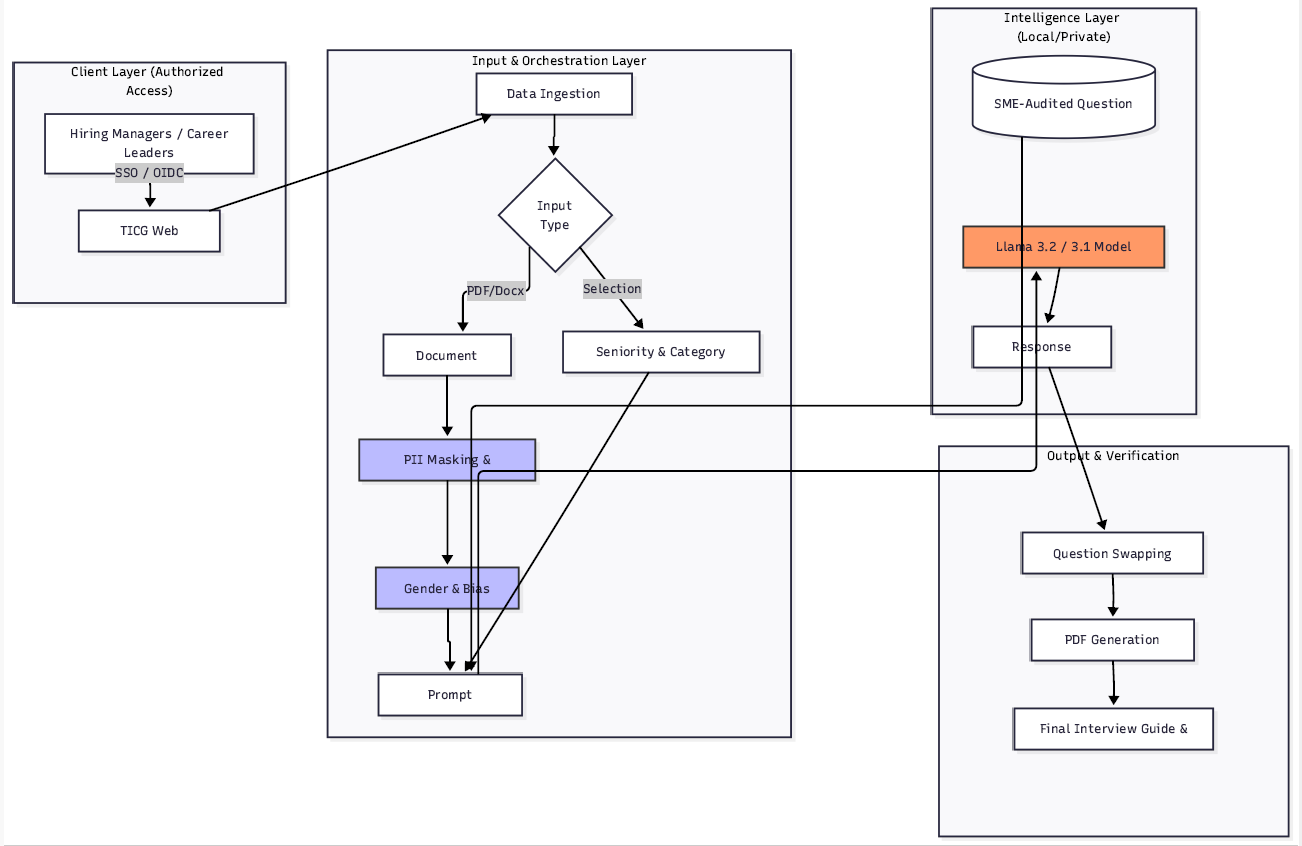 Client Layer (Authorized
Access)
Hiring Managers / Career
Leaders
SSO / OIDC
TICG Web
Input & Orchestration Layer
Data Ingestion
Input
Type
PDF/Docx
Selection
Document
Seniority & Category
PII Masking &
Gender & Bias
Prompt
Intelligence Layer
(Local/Private)
SME-Audited Question
Llama 3.2 / 3.1 Model
Response
Output & Verification
Question Swapping
PDF Generation
Final Interview Guide &